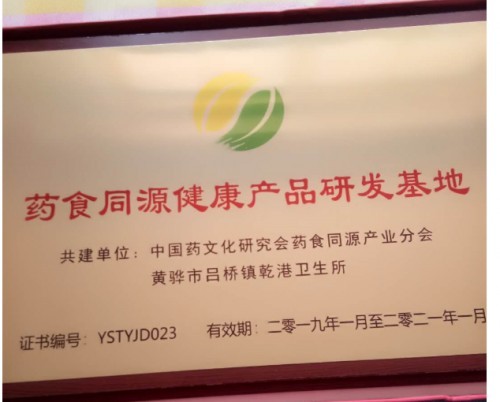 药食同源健康产品研发基地
共建单位：中国药文化研究会药食同源产业分会
黄骅市吕桥镇乾港卫生所
证书编号：YSTYJD023 有效期：二零一九年一月至二零二一年一月